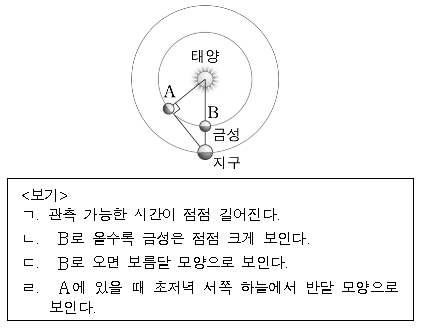 태양
A
B
금성
지구
<보기>
ㄱ. 관측 가능한 시간이 점점 길어진다.
ㄴ. B로 올수록 금성은 점점 크게 보인다.
ㄷ. B로 오면 보름달 모양으로 보인다.
ㄹ. A에 있을 때 초저녁 서쪽 하늘에서 반달 모양으로
보인다.